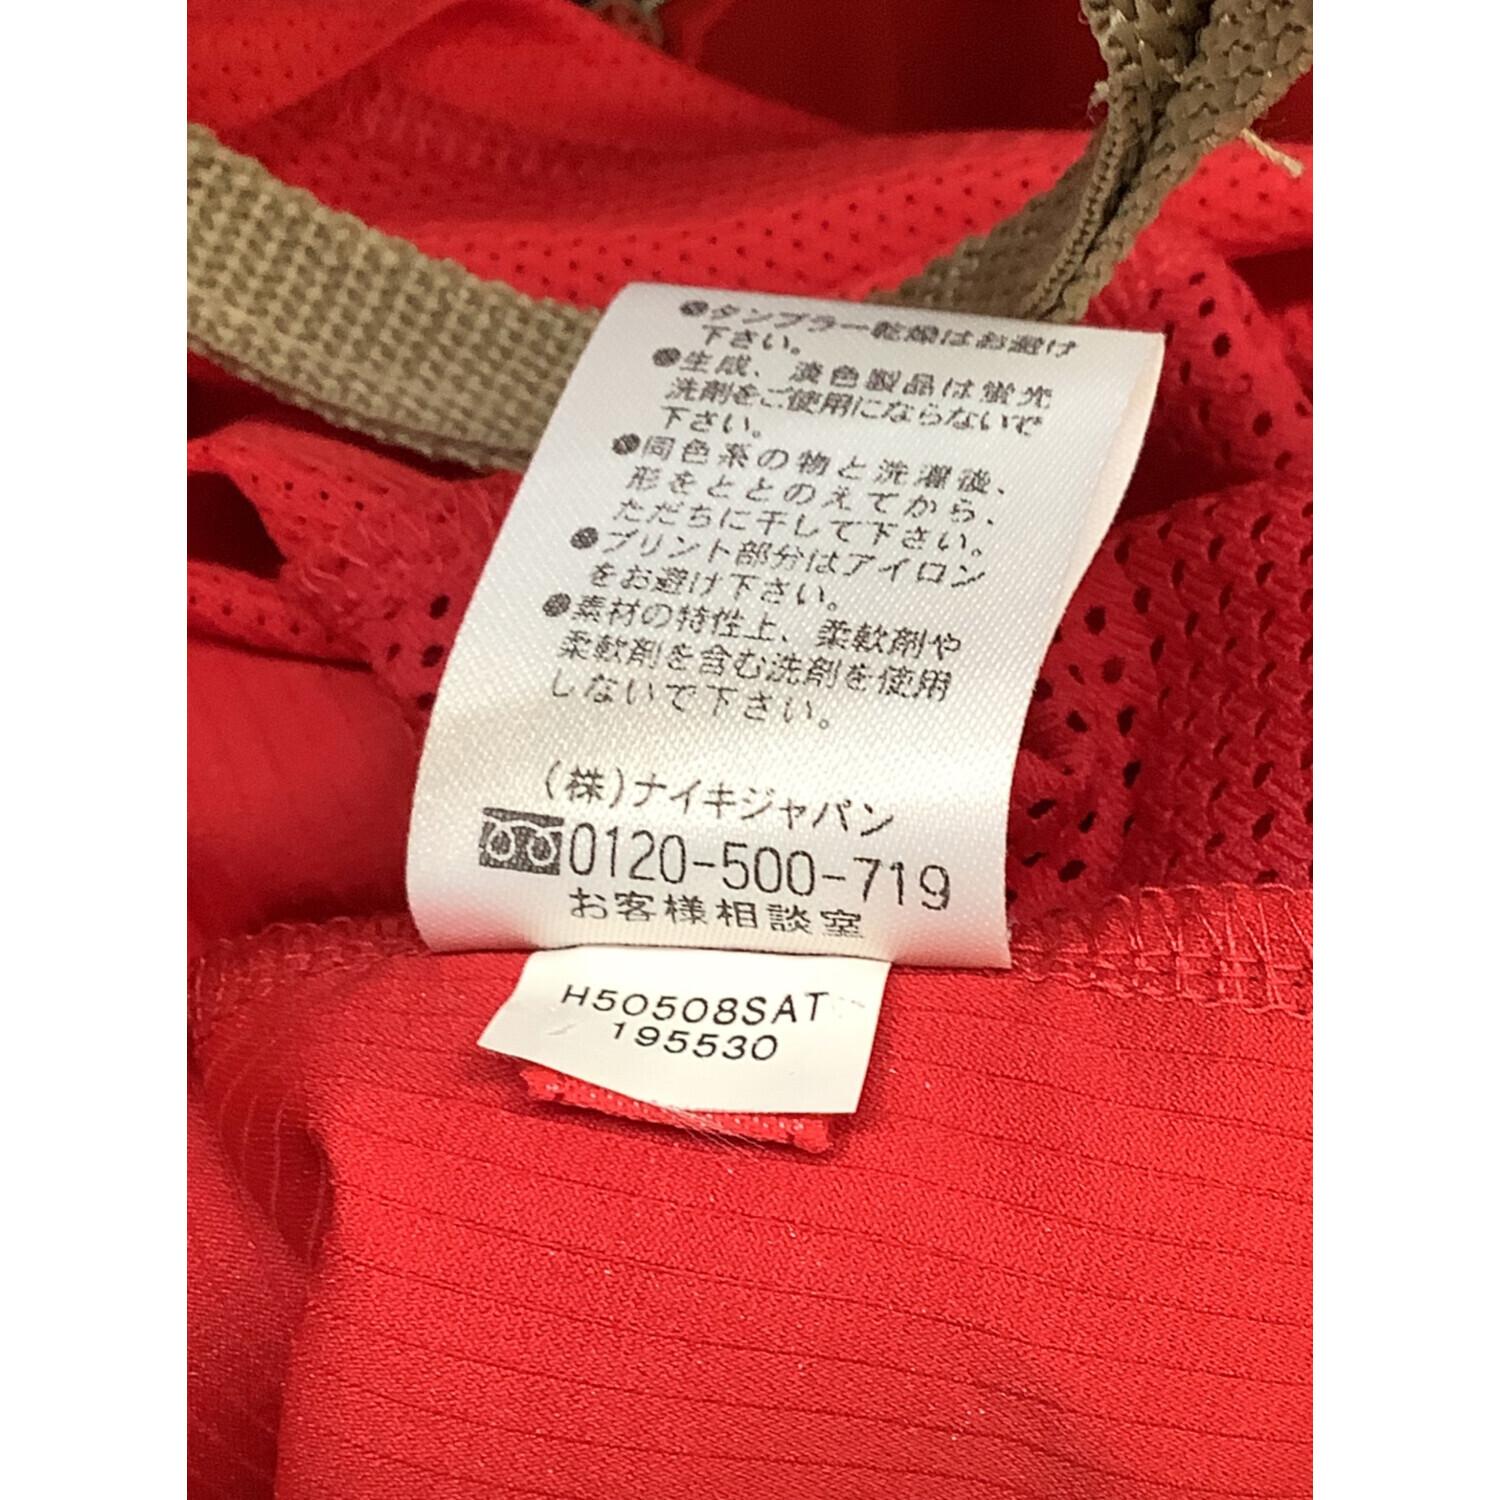 ●タンブラー乾燥はお避け
下さい。
●生成、淡色製品は蛍光
洗剤をご使用にならないで
下さい。
●同色系の物と洗濯後、
形をととのえてから、
ただちに干して下さい。
●プリント部分はアイロン
をお避け下さい。
●素材の特性上、柔軟剤や
柔軟剤を含む洗剤を使用
しないで下さい。
(株)ナイキジャパン
0120-500-719
お客様相談室
H50508SAT
195530